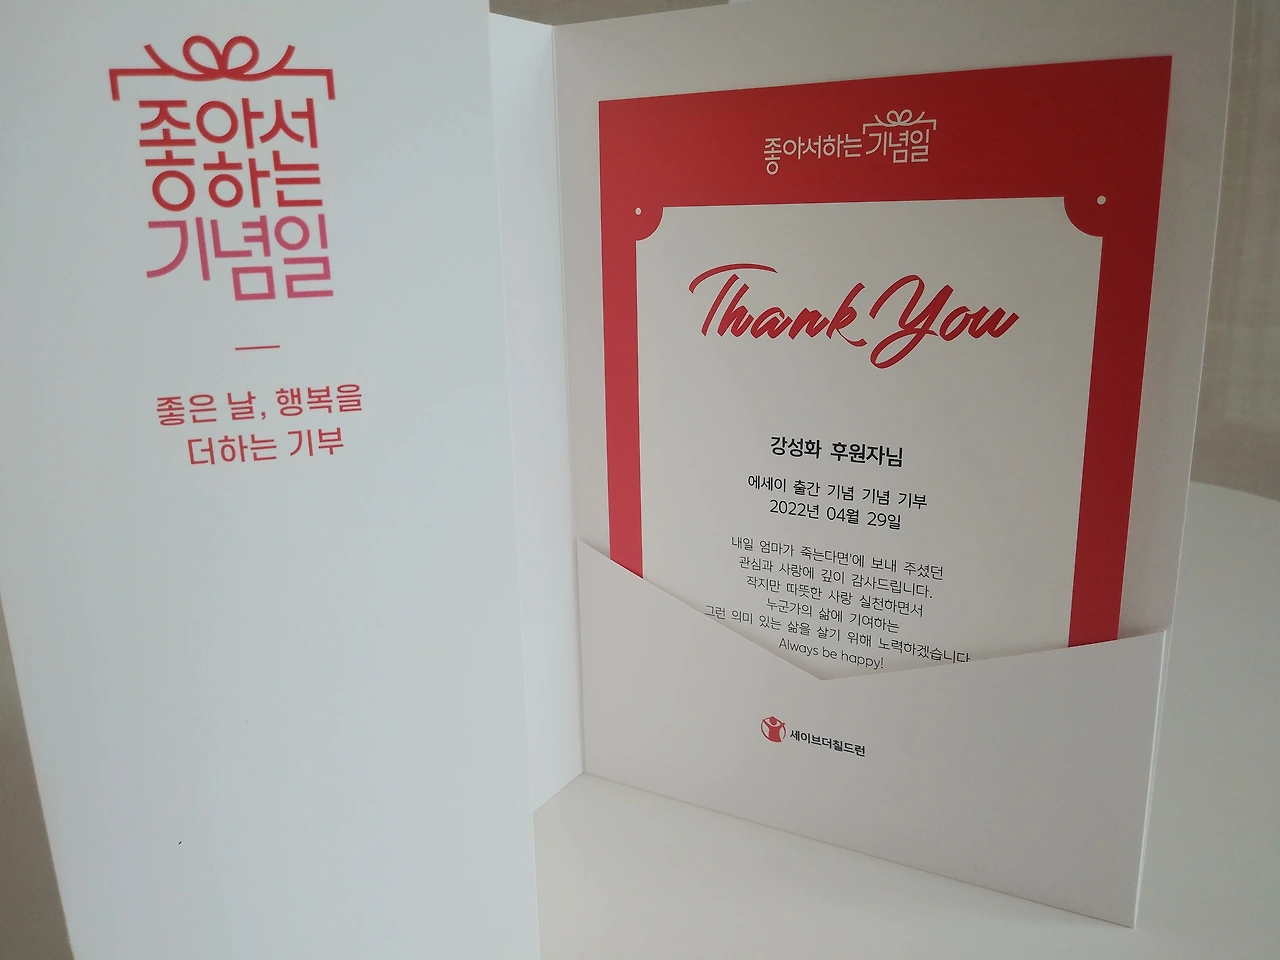 좋아서
하는
기념일
좋은 날, 행복을
더하는 기부
좋아서하는 기념일
Thank You
강성화 후원자님
에세이 출간 기념 기념 기부
2022년 04월 29일
내일 엄마가 죽는다면'에 보내 주셨던
관심과 사랑에 깊이 감사드립니다.
작지만 따뜻한 사랑 실천하면서
누군가의 삶에 기여하는
그런 의미 있는 삶을 살기 위해 노력하겠습니다
Always be happy!
세이브더칠드런